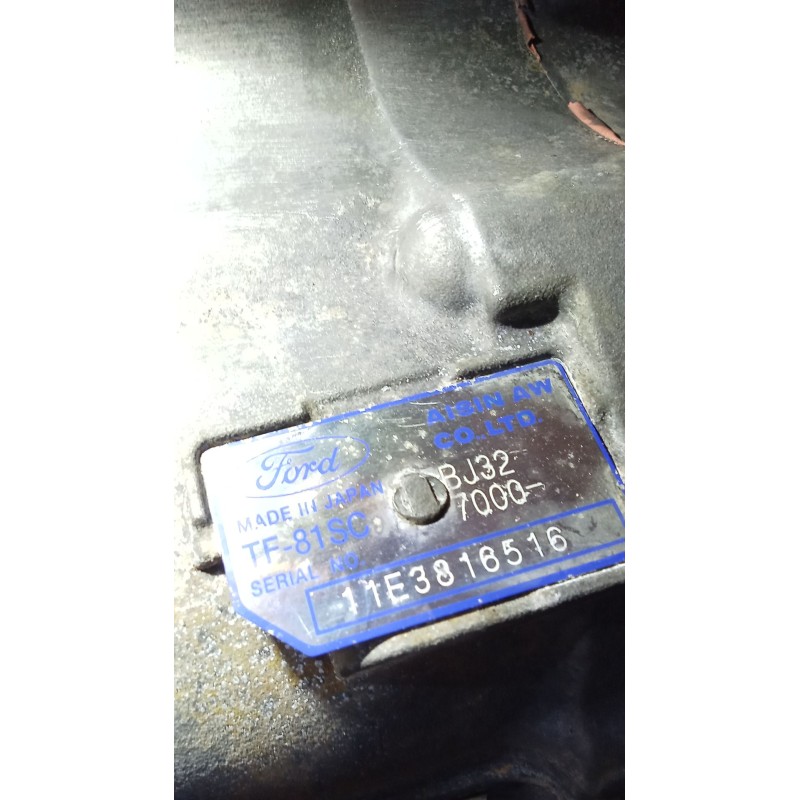 Ford
AISIN AW
CO.,LTD.
MADE IN JAPAN
BJ32
7000-
TF-81SC
SERIAL NO.
11E3816516